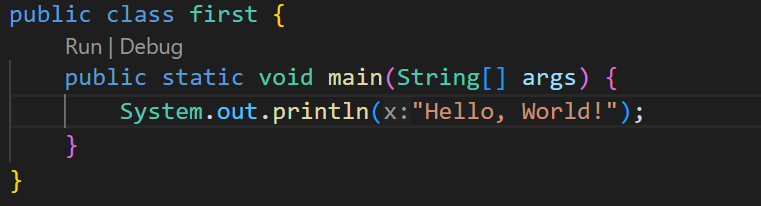 public class first {
Run | Debug
public static void main(String[] args) {
System.out.println(x:"Hello, World!");
}
}